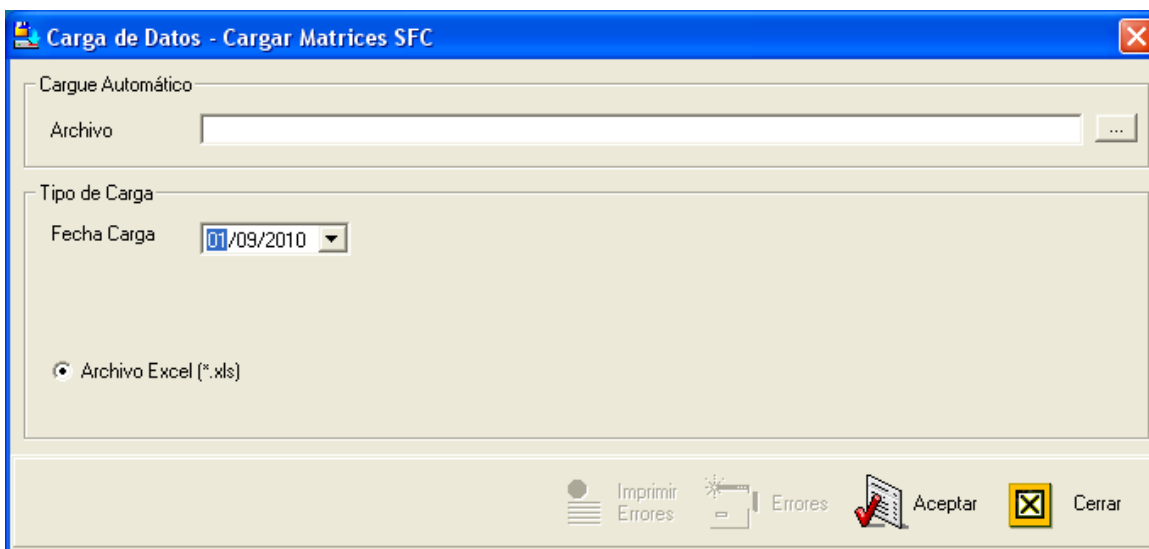 Carga de Datos - Cargar Matrices SFC
Cargue Automático
Archivo
...
Tipo de Carga
Fecha Carga
01/09/2010
Archivo Excel (*.xls)
Imprimir
Errores
Errores
Aceptar
Cerrar